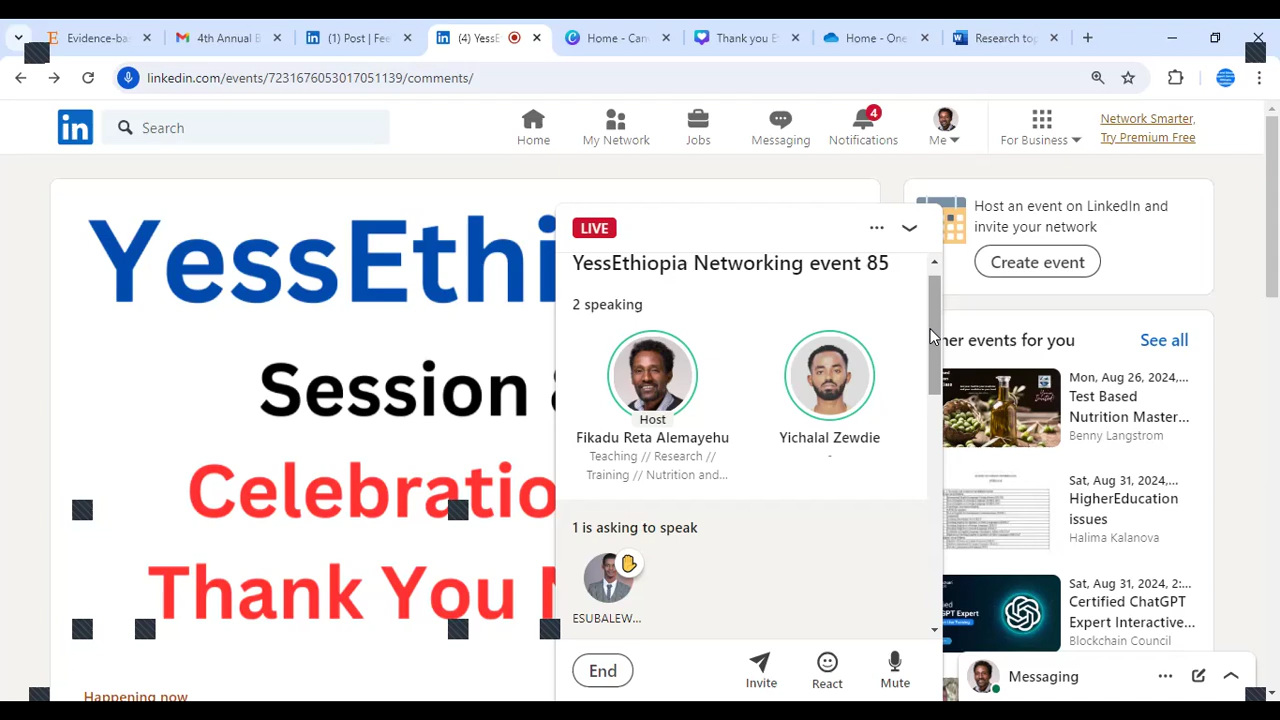 Evidence-ba
4th Annual B
(1) Post | Fee
(4) YessE
Home - Can
Thank you E
Home - One
Research to
linkedin.com/events/7231676053017051139/comments/
in
Search
Home
My Network
Jobs
Messaging
4
Notifications
Me
For Business
Network Smarter,
Try Premium Free
YessEthi
Session
Celebratio
Thank You
Happening now
LIVE
YessEthiopia Networking event 85
2 speaking
Host
Fikadu Reta Alemayehu
Teaching // Research //
Training // Nutrition and...
Yichalal Zewdie
-
1 is asking to speak
ESUBALEW...
End
Invite
React
Mute
Host an event on LinkedIn and
invite your network
Create event
her events for you
See all
Mon, Aug 26, 2024,...
Test Based
Nutrition Master...
Benny Langstrom
Sat, Aug 31, 2024,...
HigherEducation
issues
Halima Kalanova
Sat, Aug 31, 2024, 2:...
Certified ChatGPT
Expert Interactive...
Blockchain Council
Messaging